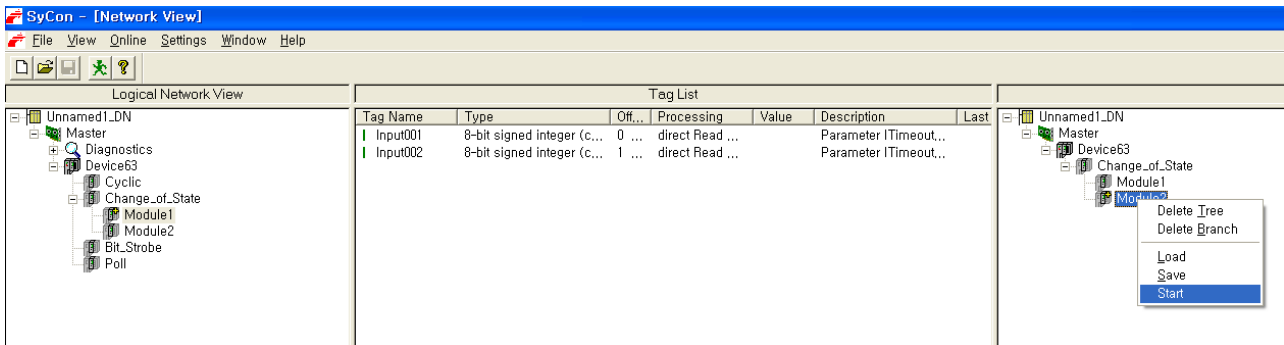 SyCon - [Network View]
File View Online Settings Window Help
Logical Network View
Unnamed1_DN
Master
Diagnostics
Device63
Cyclic
Change_of_State
Module1
Module2
Bit_Strobe
Poll
Tag List
Tag Name Type Off... Processing Value Description Last
Input001 8-bit signed integer (c... 0 ... direct Read ... Parameter ITimeout,...
Input002 8-bit signed integer (c... 1 ... direct Read ... Parameter ITimeout,...
Unnamed1_DN
Master
Device63
Change_of_State
Module1
Module2
Delete Tree
Delete Branch
Load
Save
Start